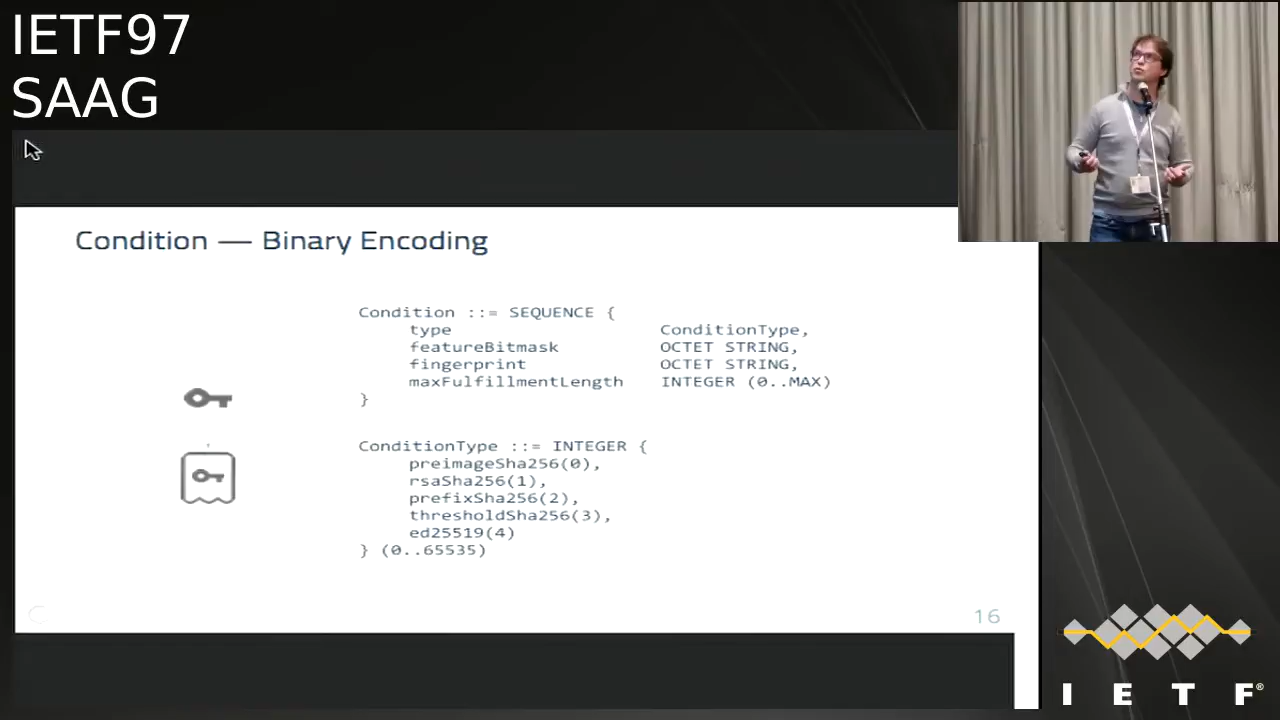 IETF97
SAAG
Condition — Binary Encoding
Condition ::= SEQUENCE {
type ConditionType,
featureBitmask OCTET STRING,
fingerprint OCTET STRING,
maxFulfillmentLength INTEGER (0..MAX)
}
ConditionType ::= INTEGER {
preimageSha256(0),
rsaSha256(1),
prefixSha256(2),
thresholdSha256(3),
ed25519(4)
} (0..65535)
16
I E T F®